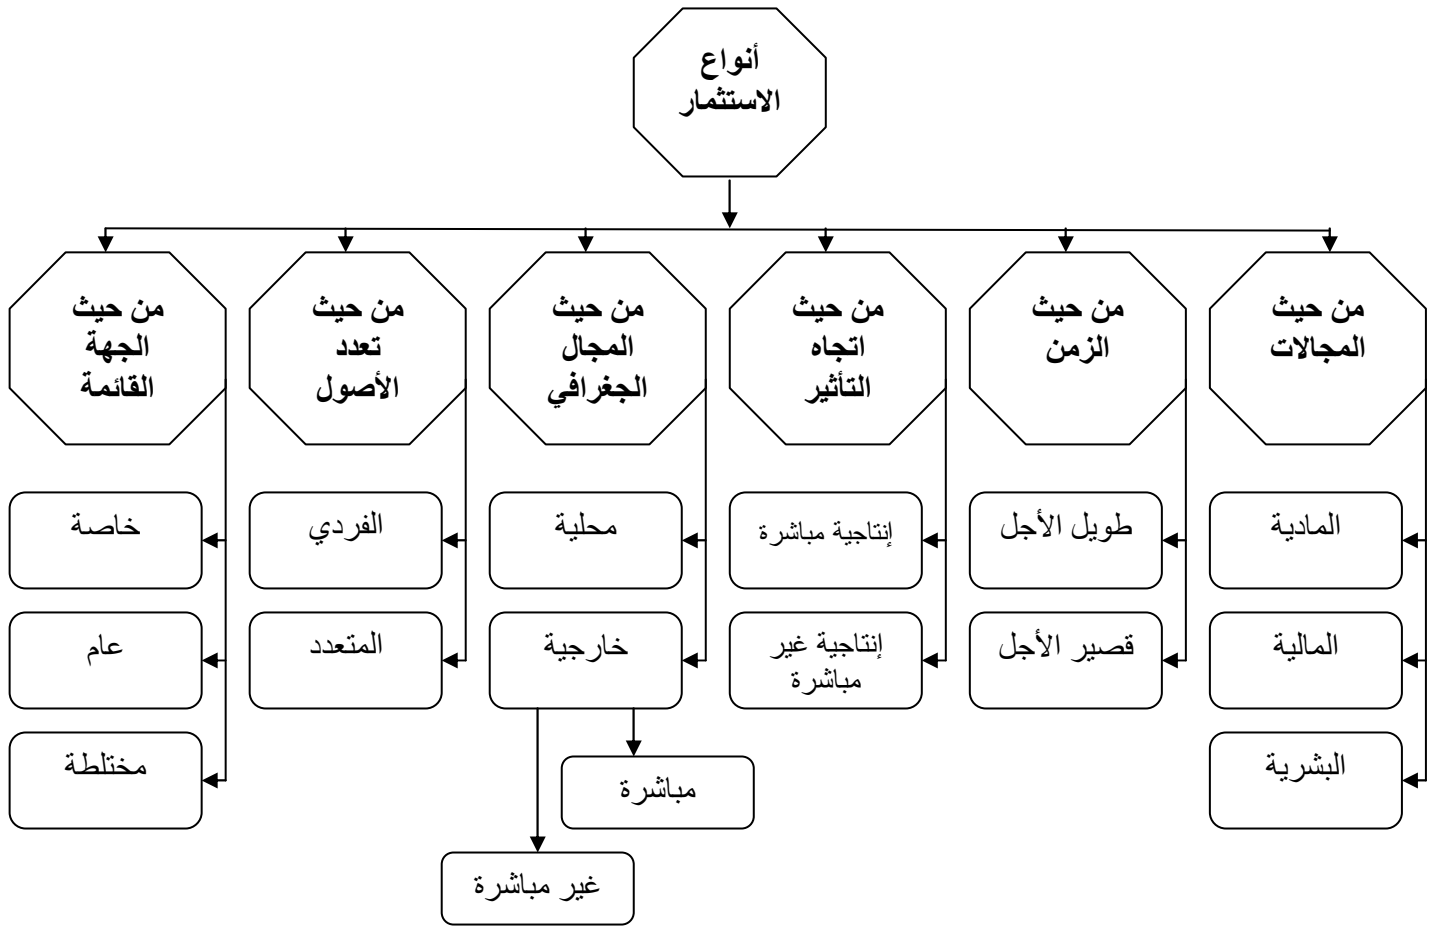 أنواع
الاستثمار
من حيث
المجالات
من حيث
الزمن
من حيث
اتجاه
التأثير
من حيث
المجال
الجغرافي
من حيث
تعدد
الأصول
من حيث
الجهة
القائمة
المادية
طويل الأجل
إنتاجية مباشرة
محلية
الفردي
خاصة
المالية
قصير الأجل
إنتاجية غير
مباشرة
خارجية
المتعدد
عام
البشرية
مختلطة
مباشرة
غير مباشرة